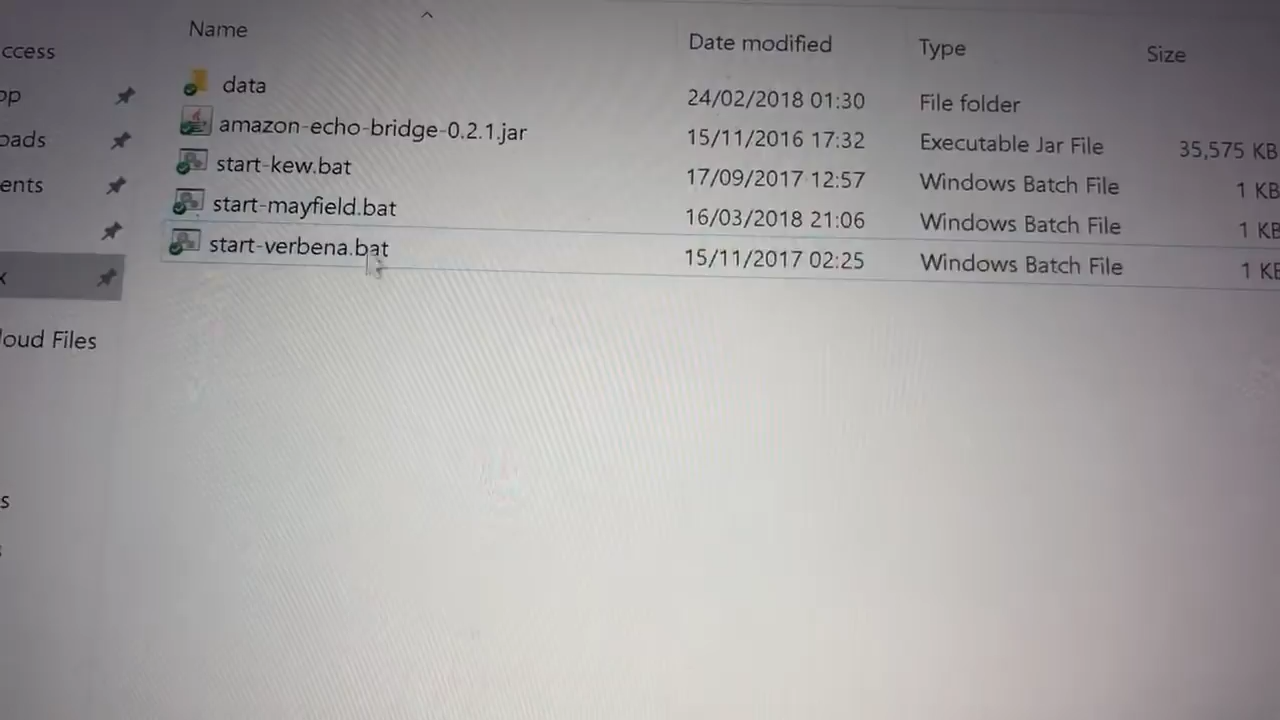 Name Date modified Type Size
ccess
data 24/02/2018 01:30 File folder
op
amazon-echo-bridge-0.2.1.jar 15/11/2016 17:32 Executable Jar File 35,575 KB
oads
start-kew.bat 17/09/2017 12:57 Windows Batch File 1 KB
ents
start-mayfield.bat 16/03/2018 21:06 Windows Batch File 1 KB
start-verbena.bat 15/11/2017 02:25 Windows Batch File 1 KB
x
loud Files
s